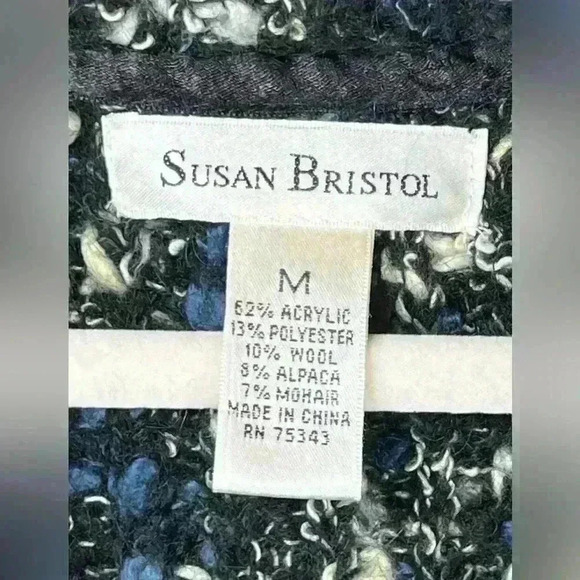 SUSAN BRISTOL
M
62% ACRYLIC
13% POLYESTER
10% WOOL
8% ALPACA
7% MOHAIR
MADE IN CHINA
RN 75343